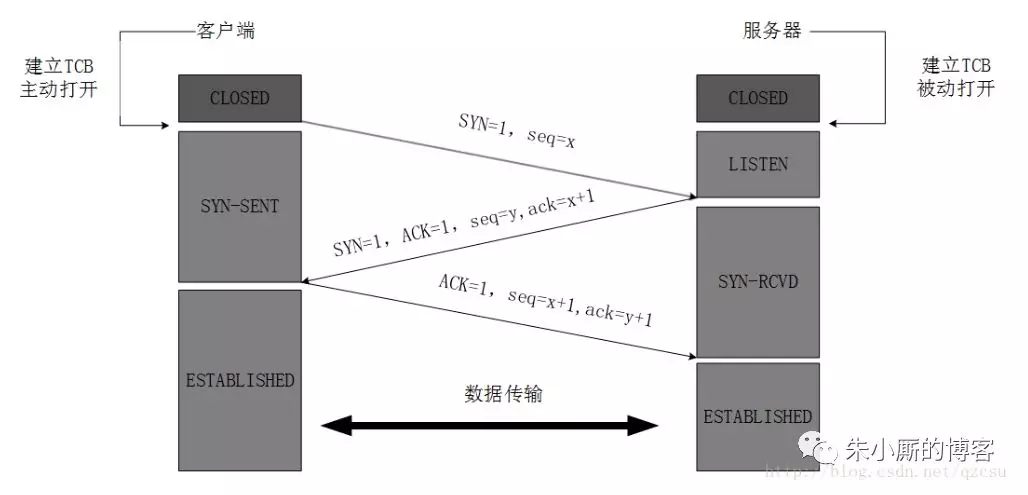 客户端
服务器
建立TCB
主动打开
建立TCB
被动打开
CLOSED
CLOSED
SYN=1, seq=x
LISTEN
SYN-SENT
SYN=1, ACK=1, seq=y,ack=x+1
ACK=1, seq=x+1,ack=y+1
SYN-RCVD
ESTABLISHED
数据传输
ESTABLISHED
朱小厮的博客
http://blog.csdn.net/qzcsu